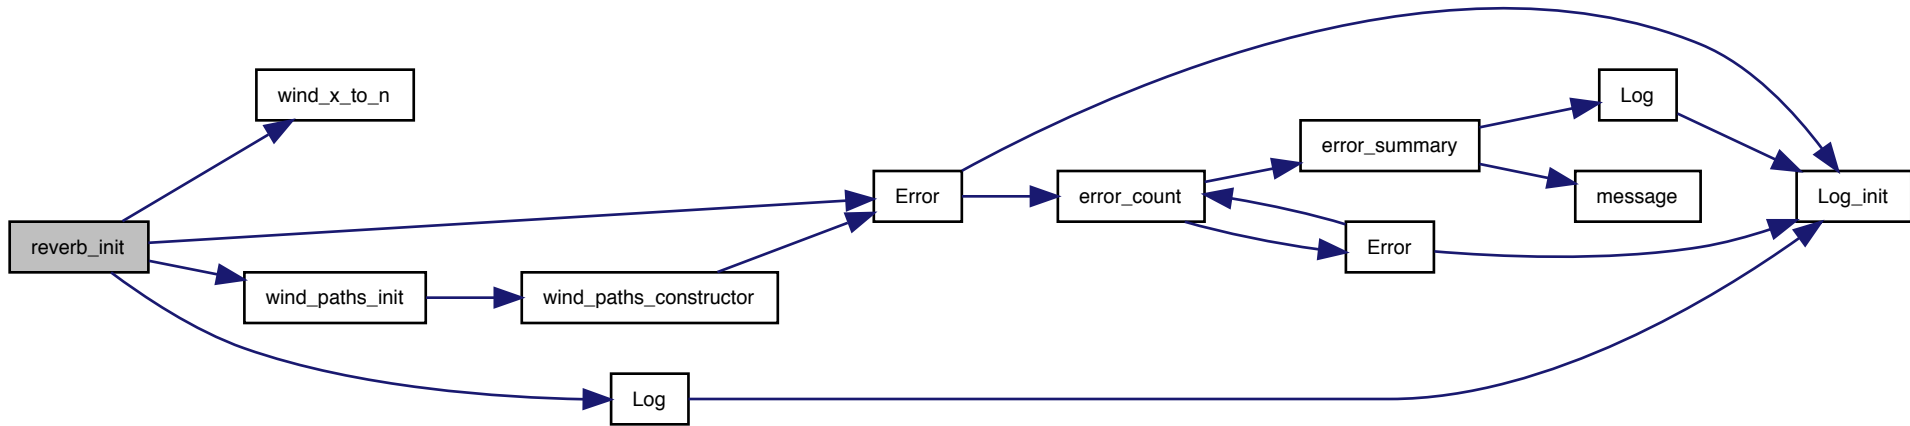 reverb_init
wind_x_to_n
wind_paths_init
wind_paths_constructor
Log
Error
error_count
error_summary
Error
Log
message
Log_init